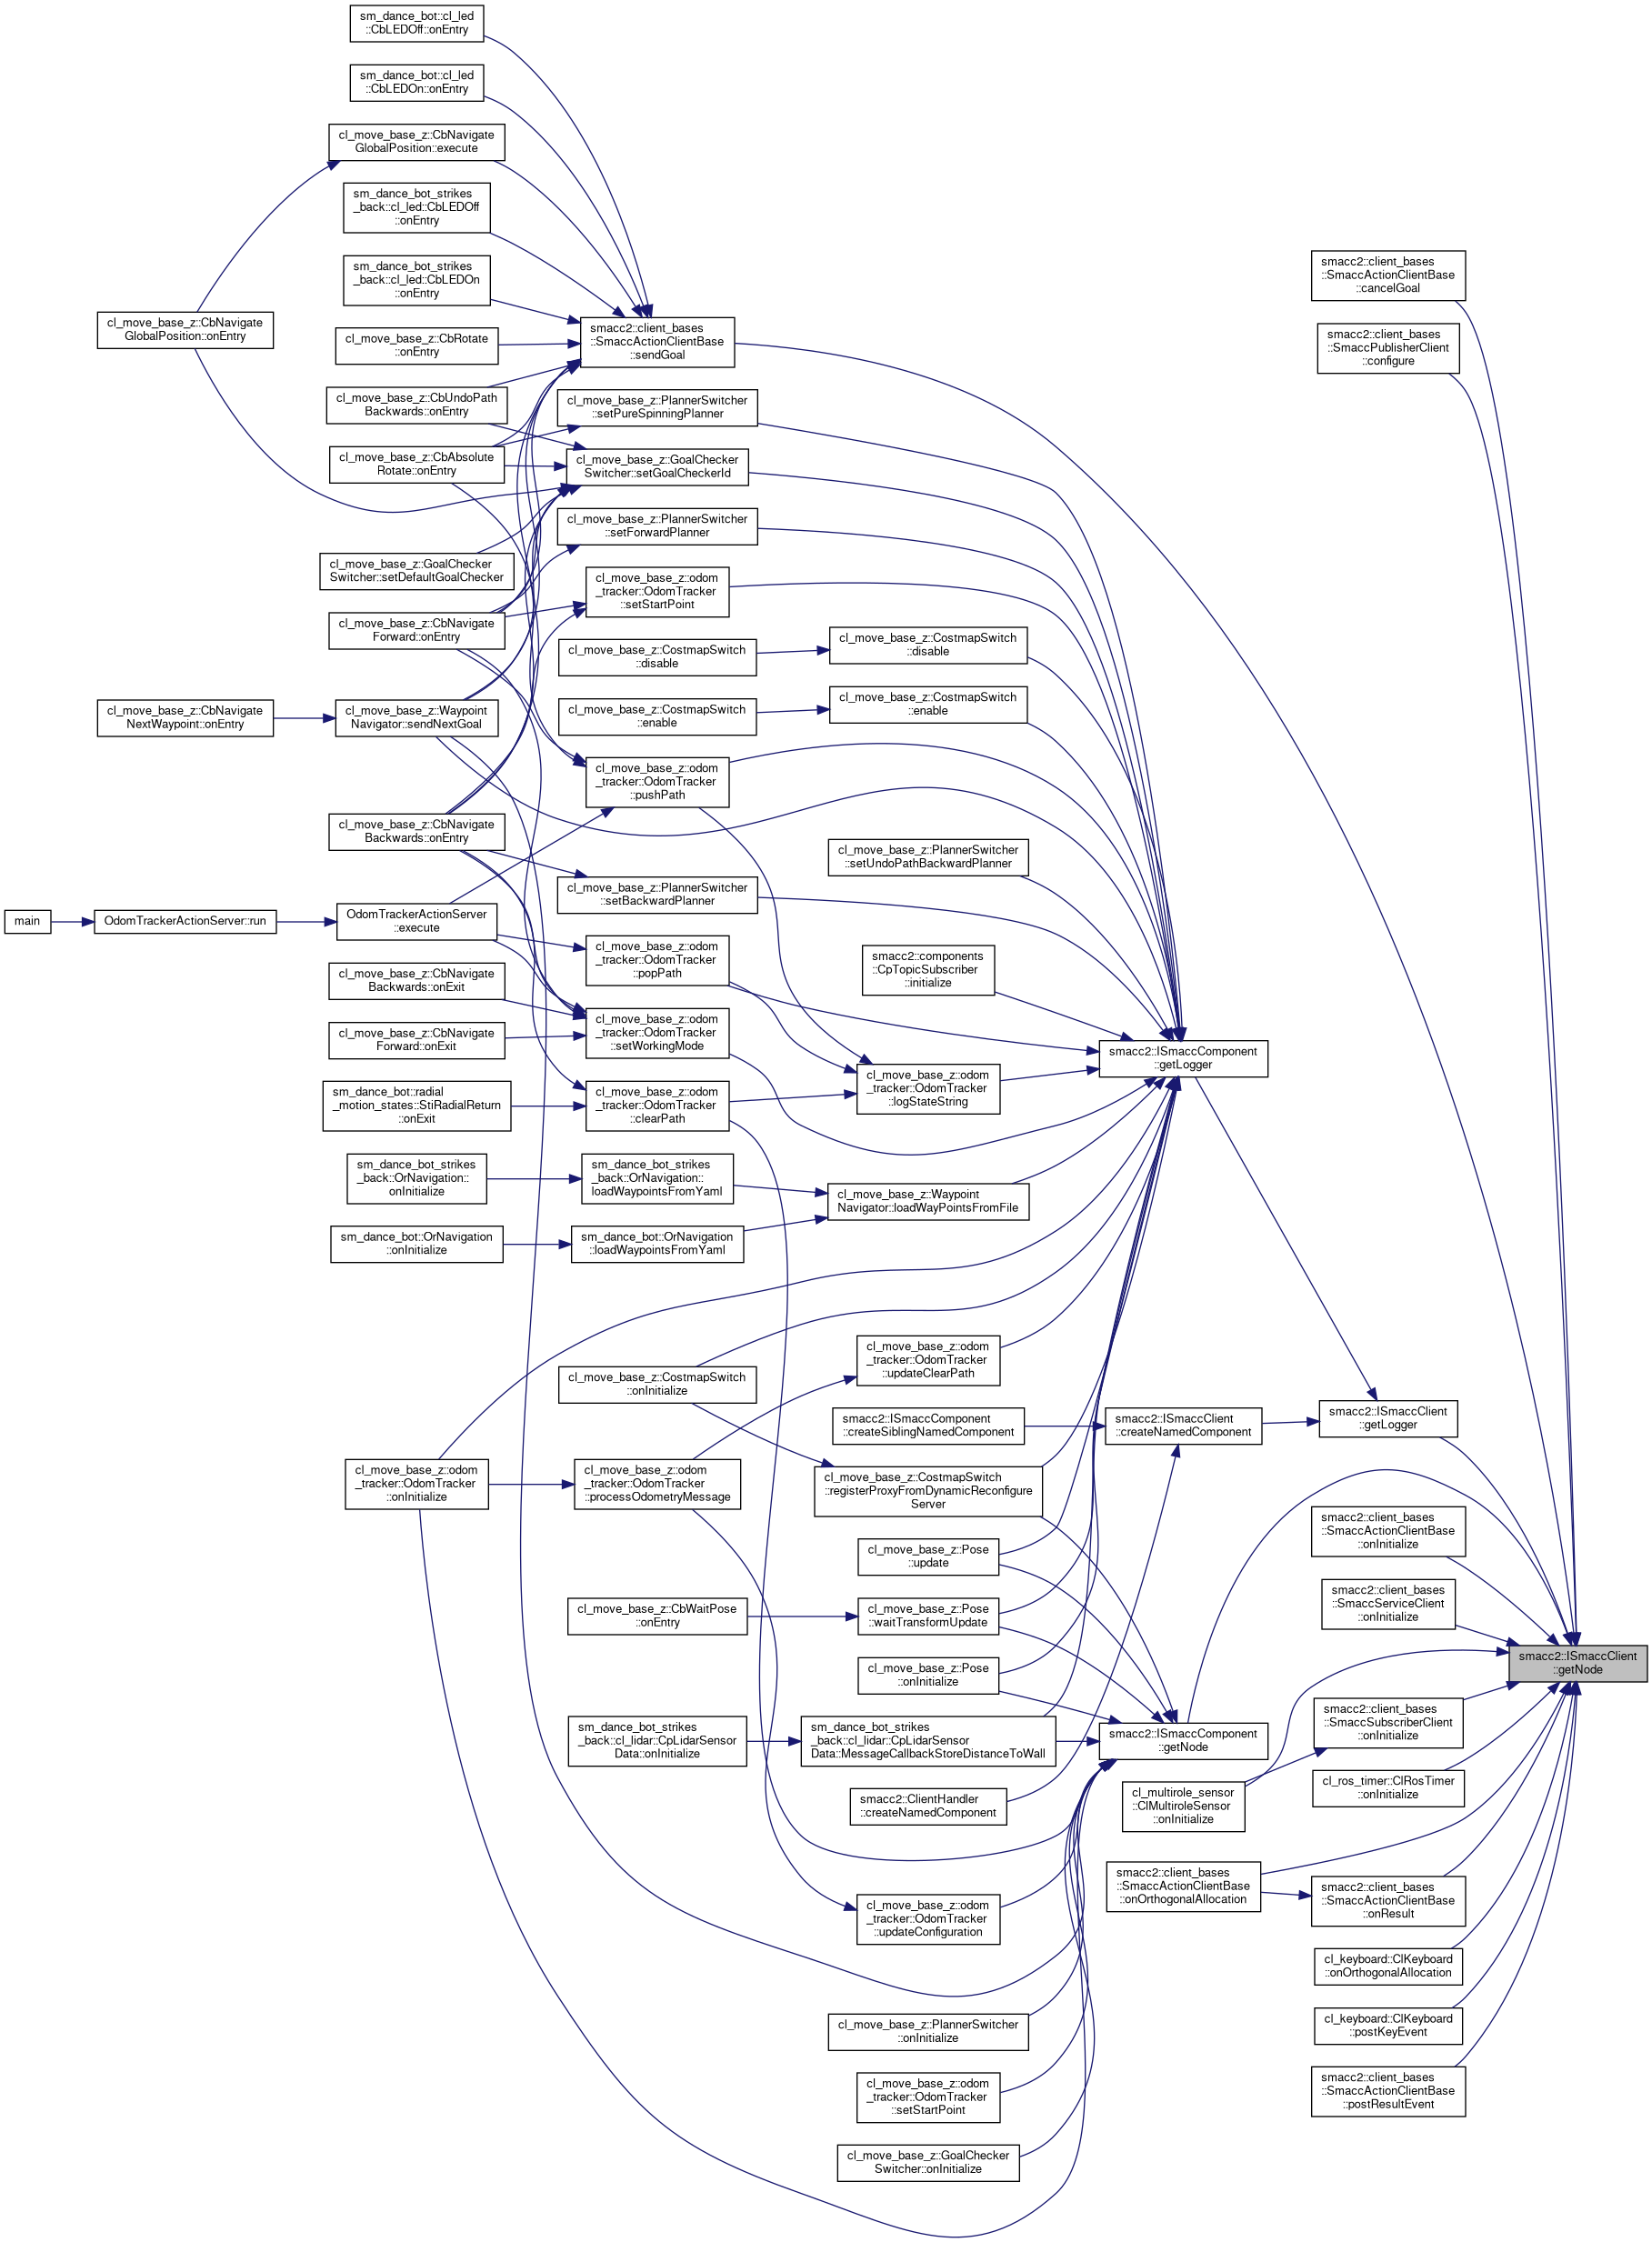 sm_dance_bot::cl_led
::CbLEDOff::onEntry
sm_dance_bot::cl_led
::CbLEDOn::onEntry
cl_move_base_z::CbNavigate
GlobalPosition::execute
sm_dance_bot_strikes
_back::cl_led::CbLEDOff
::onEntry
sm_dance_bot_strikes
_back::cl_led::CbLEDOn
::onEntry
cl_move_base_z::CbNavigate
GlobalPosition::onEntry
cl_move_base_z::CbRotate
::onEntry
cl_move_base_z::CbUndoPath
Backwards::onEntry
cl_move_base_z::CbAbsolute
Rotate::onEntry
cl_move_base_z::GoalChecker
Switcher::setDefaultGoalChecker
cl_move_base_z::CbNavigate
Forward::onEntry
cl_move_base_z::CbNavigate
NextWaypoint::onEntry
cl_move_base_z::Waypoint
Navigator::sendNextGoal
cl_move_base_z::CbNavigate
Backwards::onEntry
main
OdomTrackerActionServer::run
OdomTrackerActionServer
::execute
cl_move_base_z::CbNavigate
Backwards::onExit
cl_move_base_z::CbNavigate
Forward::onExit
sm_dance_bot::radial
_motion_states::StiRadialReturn
::onExit
sm_dance_bot_strikes
_back::OrNavigation::
onInitialize
sm_dance_bot::OrNavigation
::onInitialize
cl_move_base_z::odom
_tracker::OdomTracker
::onInitialize
smacc2::client_bases
::SmaccActionClientBase
::sendGoal
cl_move_base_z::PlannerSwitcher
::setPureSpinningPlanner
cl_move_base_z::GoalChecker
Switcher::setGoalCheckerId
cl_move_base_z::PlannerSwitcher
::setForwardPlanner
cl_move_base_z::odom
_tracker::OdomTracker
::setStartPoint
cl_move_base_z::CostmapSwitch
::disable
cl_move_base_z::CostmapSwitch
::enable
cl_move_base_z::odom
_tracker::OdomTracker
::pushPath
cl_move_base_z::PlannerSwitcher
::setBackwardPlanner
cl_move_base_z::odom
_tracker::OdomTracker
::popPath
cl_move_base_z::odom
_tracker::OdomTracker
::setWorkingMode
cl_move_base_z::odom
_tracker::OdomTracker
::clearPath
sm_dance_bot_strikes
_back::OrNavigation::
loadWaypointsFromYaml
sm_dance_bot::OrNavigation
::loadWaypointsFromYaml
cl_move_base_z::CostmapSwitch
::onInitialize
cl_move_base_z::odom
_tracker::OdomTracker
::processOdometryMessage
cl_move_base_z::CbWaitPose
::onEntry
sm_dance_bot_strikes
_back::cl_lidar::CpLidarSensor
Data::onInitialize
cl_move_base_z::CostmapSwitch
::disable
cl_move_base_z::CostmapSwitch
::enable
cl_move_base_z::PlannerSwitcher
::setUndoPathBackwardPlanner
smacc2::components
::CpTopicSubscriber
::initialize
cl_move_base_z::odom
_tracker::OdomTracker
::logStateString
cl_move_base_z::Waypoint
Navigator::loadWayPointsFromFile
cl_move_base_z::odom
_tracker::OdomTracker
::updateClearPath
smacc2::ISmaccComponent
::createSiblingNamedComponent
cl_move_base_z::CostmapSwitch
::registerProxyFromDynamicReconfigure
Server
cl_move_base_z::Pose
::update
cl_move_base_z::Pose
::waitTransformUpdate
cl_move_base_z::Pose
::onInitialize
sm_dance_bot_strikes
_back::cl_lidar::CpLidarSensor
Data::MessageCallbackStoreDistanceToWall
smacc2::ClientHandler
::createNamedComponent
cl_move_base_z::odom
_tracker::OdomTracker
::updateConfiguration
cl_move_base_z::PlannerSwitcher
::onInitialize
cl_move_base_z::odom
_tracker::OdomTracker
::setStartPoint
cl_move_base_z::GoalChecker
Switcher::onInitialize
smacc2::ISmaccComponent
::getLogger
smacc2::ISmaccClient
::createNamedComponent
smacc2::ISmaccComponent
::getNode
cl_multirole_sensor
::ClMultiroleSensor
::onInitialize
smacc2::client_bases
::SmaccActionClientBase
::onOrthogonalAllocation
smacc2::client_bases
::SmaccActionClientBase
::cancelGoal
smacc2::client_bases
::SmaccPublisherClient
::configure
smacc2::ISmaccClient
::getLogger
smacc2::client_bases
::SmaccActionClientBase
::onInitialize
smacc2::client_bases
::SmaccServiceClient
::onInitialize
smacc2::client_bases
::SmaccSubscriberClient
::onInitialize
cl_ros_timer::ClRosTimer
::onInitialize
smacc2::client_bases
::SmaccActionClientBase
::onResult
cl_keyboard::ClKeyboard
::onOrthogonalAllocation
cl_keyboard::ClKeyboard
::postKeyEvent
smacc2::client_bases
::SmaccActionClientBase
::postResultEvent
smacc2::ISmaccClient
::getNode